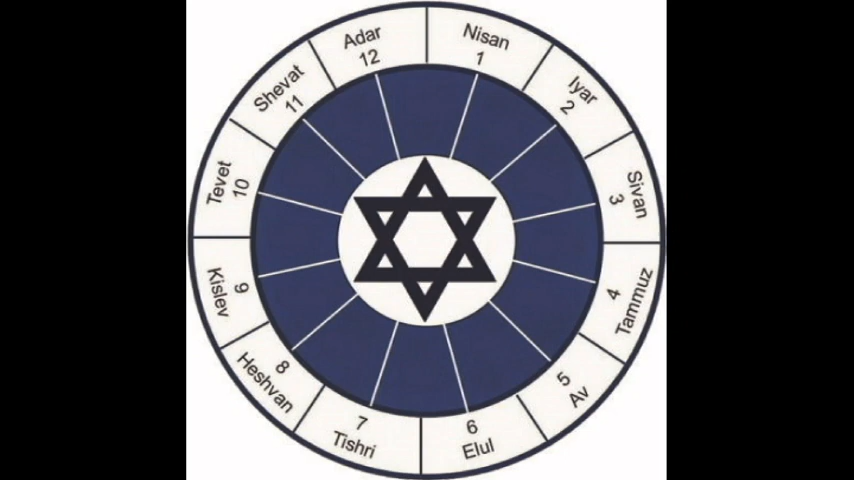 Nisan
1
Iyar
2
Sivan
3
4
Tammuz
5
Av
6
Elul
7
Tishri
8
Heshvan
9
Kislev
Tevet
10
Shevat
11
Adar
12